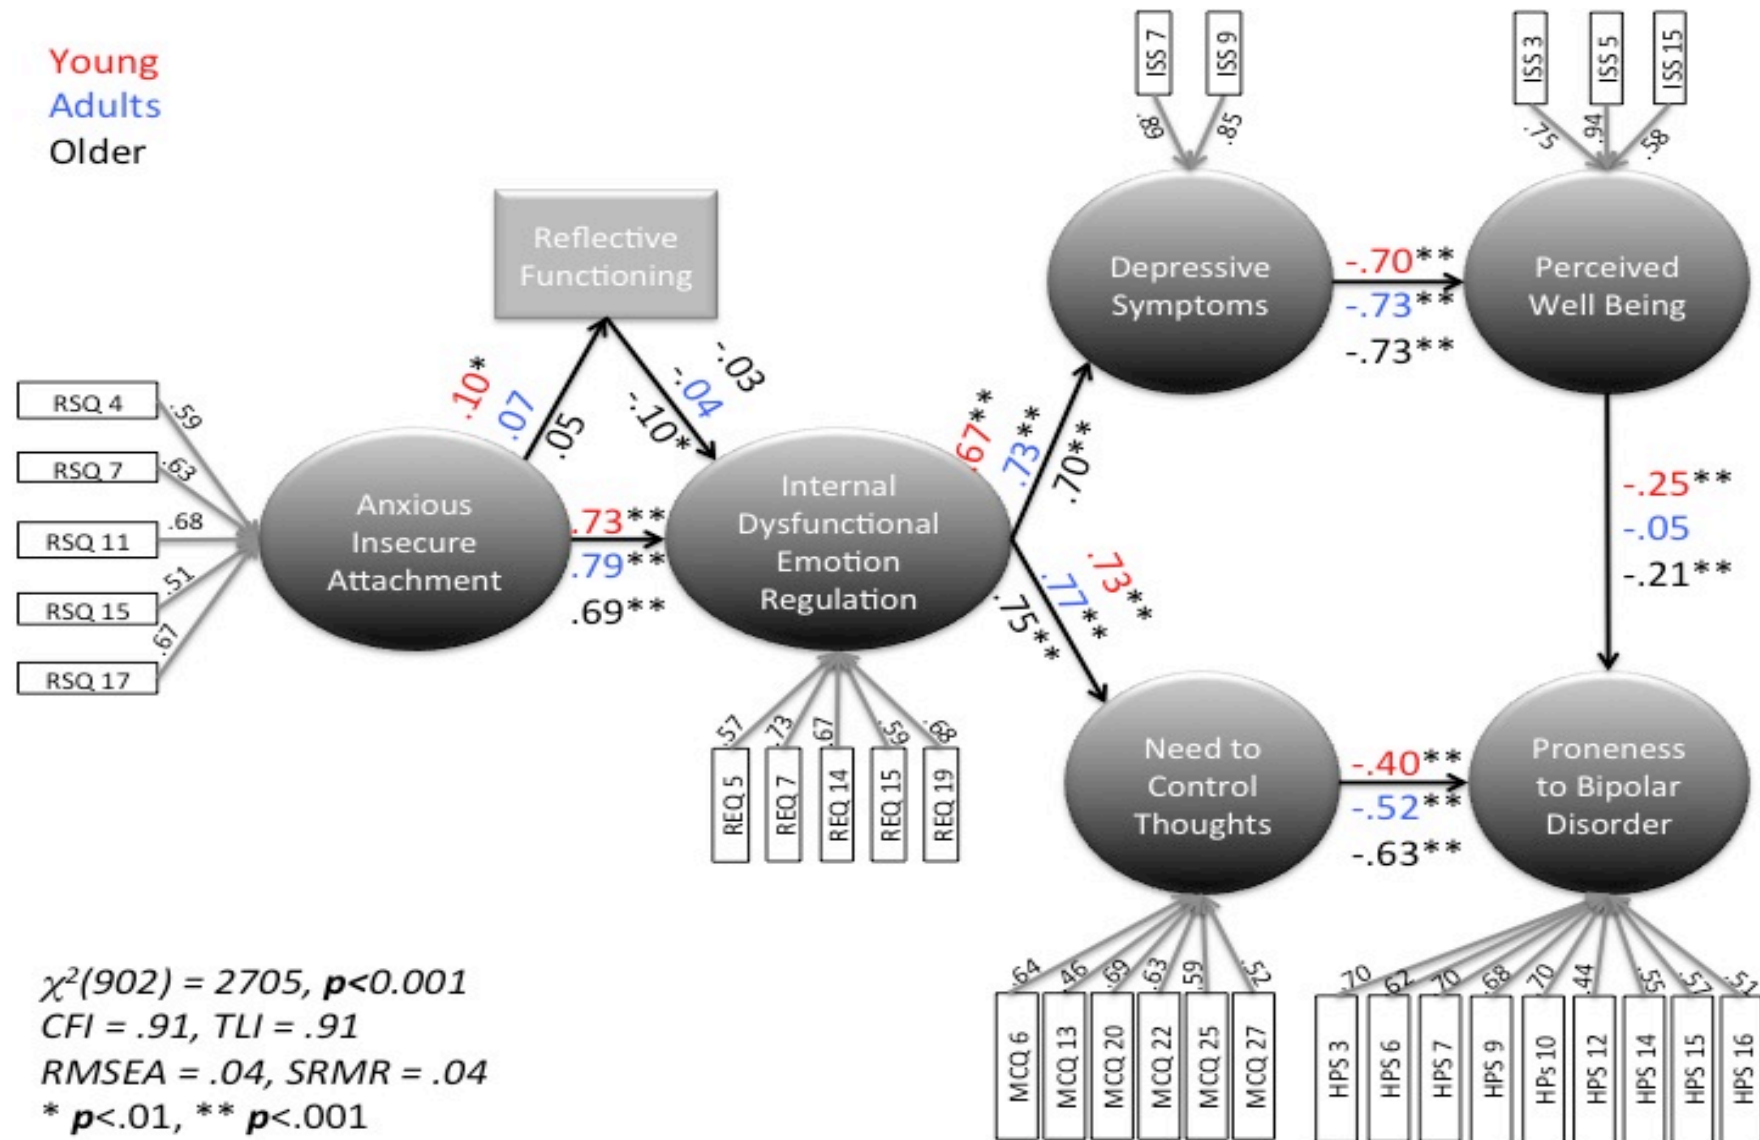 Young
Adults
Older
ISS 7
ISS 9
.89
.85
ISS 3
ISS 5
ISS 15
.75
.94
.58
Reflective
Functioning
Depressive
Symptoms
-.70**
-.73**
-.73**
Perceived
Well Being
.10*
.07
.05
-.03
-.04
-.10*
RSQ 4
RSQ 7
RSQ 11
RSQ 15
RSQ 17
.59
.63
.68
.51
.67
Anxious
Insecure
Attachment
.73**
.79**
.69**
Internal
Dysfunctional
Emotion
Regulation
.67**
.73**
.70**
.73**
.77**
.75**
-.25**
-.05
-.21**
.57
.73
.67
.59
.68
REQ 5
REQ 7
REQ 14
REQ 15
REQ 19
Need to
Control
Thoughts
-.40**
-.52**
-.63**
Proneness
to Bipolar
Disorder
.64
.46
.69
.63
.59
.52
MCQ 6
MCQ 13
MCQ 20
MCQ 22
MCQ 25
MCQ 27
.70
.62
.70
.68
.70
.44
.55
.57
.51
HPS 3
HPS 6
HPS 7
HPS 9
HPs 10
HPS 12
HPS 14
HPS 15
HPS 16
χ²(902) = 2705, p<0.001
CFI = .91, TLI = .91
RMSEA = .04, SRMR = .04
* p<.01, ** p<.001